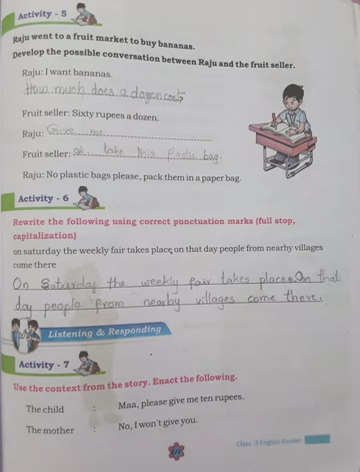 Activity - 5
Raju went to a fruit market to buy bananas.
Develop the possible conversation between Raju and the fruit seller.
Raju: I want bananas.
How much does a dozen cost
Fruit seller: Sixty rupees a dozen.
Raju: Give me
Fruit seller: ok take this plastic bag.
Raju: No plastic bags please, pack them in a paper bag.
Activity - 6
Rewrite the following using correct punctuation marks (full stop,
capitalization)
on saturday the weekly fair takes place on that day people from nearby villages
come there
On Saturday the weekly fair takes place. On that
day people from nearby villages come there.
Listening & Responding
Activity - 7
Use the context from the story. Enact the following.
The child : Maa, please give me ten rupees.
The mother : No, I won't give you.
Class -3 English Reader